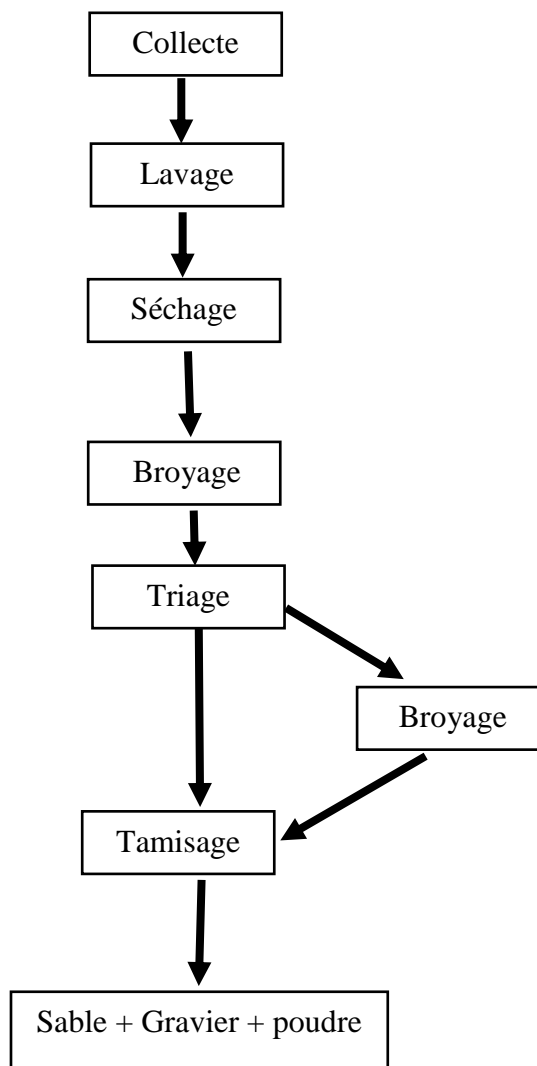 Collecte
Lavage
Séchage
Broyage
Triage
Broyage
Tamisage
Sable + Gravier + poudre